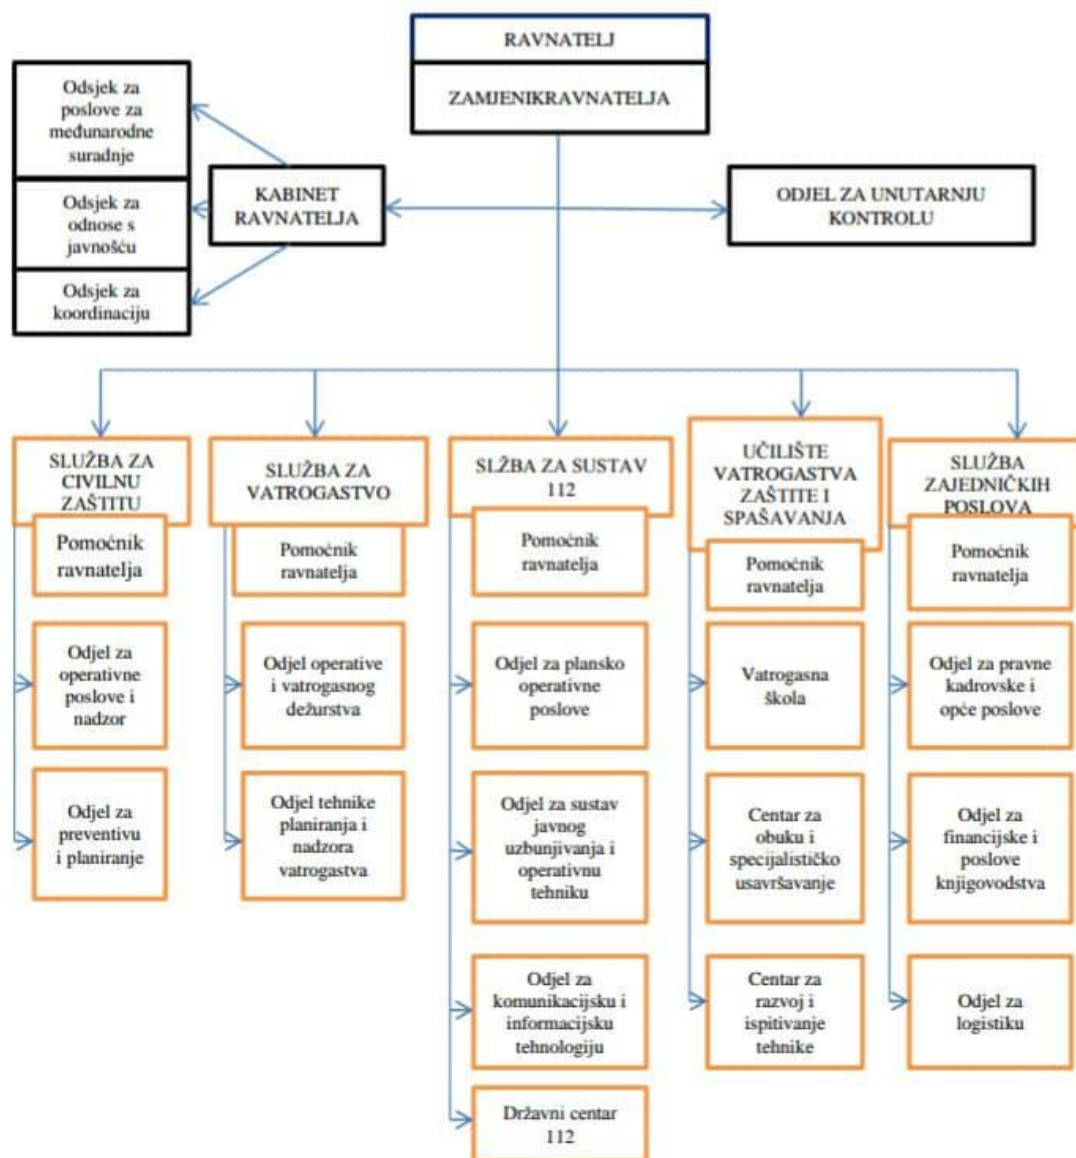 RAVNATELJ
ZAMJENIKRAVNATELJA
Odsjek za
poslove za
međunarodne
suradnje
Odsjek za
odnose s
javnošću
Odsjek za
koordinaciju
KABINET
RAVNATELJA
ODJEL ZA UNUTARNJU
KONTROLU
SLUŽBA ZA
CIVILNU
ZAŠTITU
Pomoćnik
ravnatelja
Odjel za
operativne
poslove i
nadzor
Odjel za
preventivu
i planiranje
SLUŽBA ZA
VATROGASTVO
Pomoćnik
ravnatelja
Odjel operative
i vatrogasnog
dežurstva
Odjel tehnike
planiranja i
nadzora
vatrogastva
SLŽBA ZA SUSTAV
112
Pomoćnik
ravnatelja
Odjel za plansko
operativne
poslove
Odjel za sustav
javnog
uzbunjivanja i
operativnu
tehniku
Odjel za
komunikacijsku i
informacijsku
tehnologiju
Državni centar
112
UČILIŠTE
VATROGASTVA
ZAŠTITE I
SPAŠAVANJA
Pomoćnik
ravnatelja
Vatrogasna
škola
Centar za
obuku i
specijalističko
usavršavanje
Centar za
razvoj i
ispitivanje
tehnike
SLUŽBA
ZAJEDNIČKIH
POSLOVA
Pomoćnik
ravnatelja
Odjel za pravne
kadrovske i
opće poslove
Odjel za
financijske i
poslove
knjigovodstva
Odjel za
logistiku